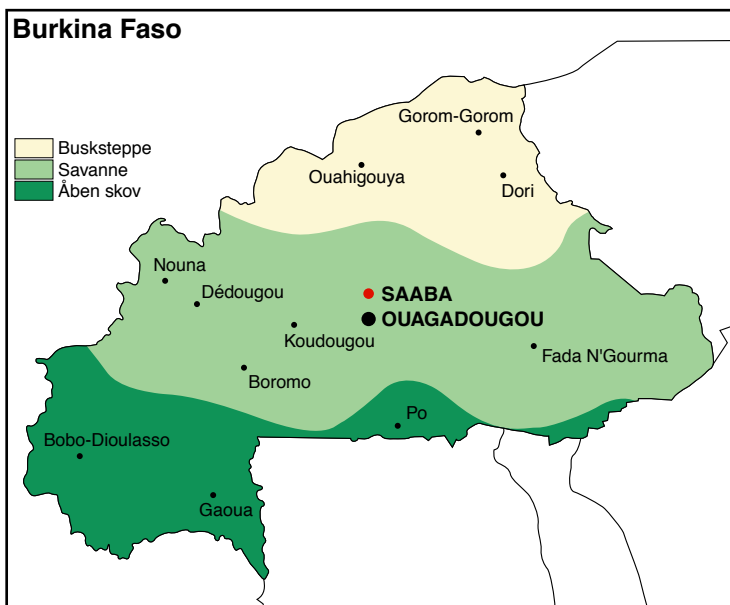 Burkina Faso
Busksteppe
Savanne
Åben skov
Gorom-Gorom
Ouahigouya
Dori
Nouna
Dédougou
SAABA
OUAGADOUGOU
Koudougou
Fada N'Gourma
Boromo
Po
Bobo-Dioulasso
Gaoua